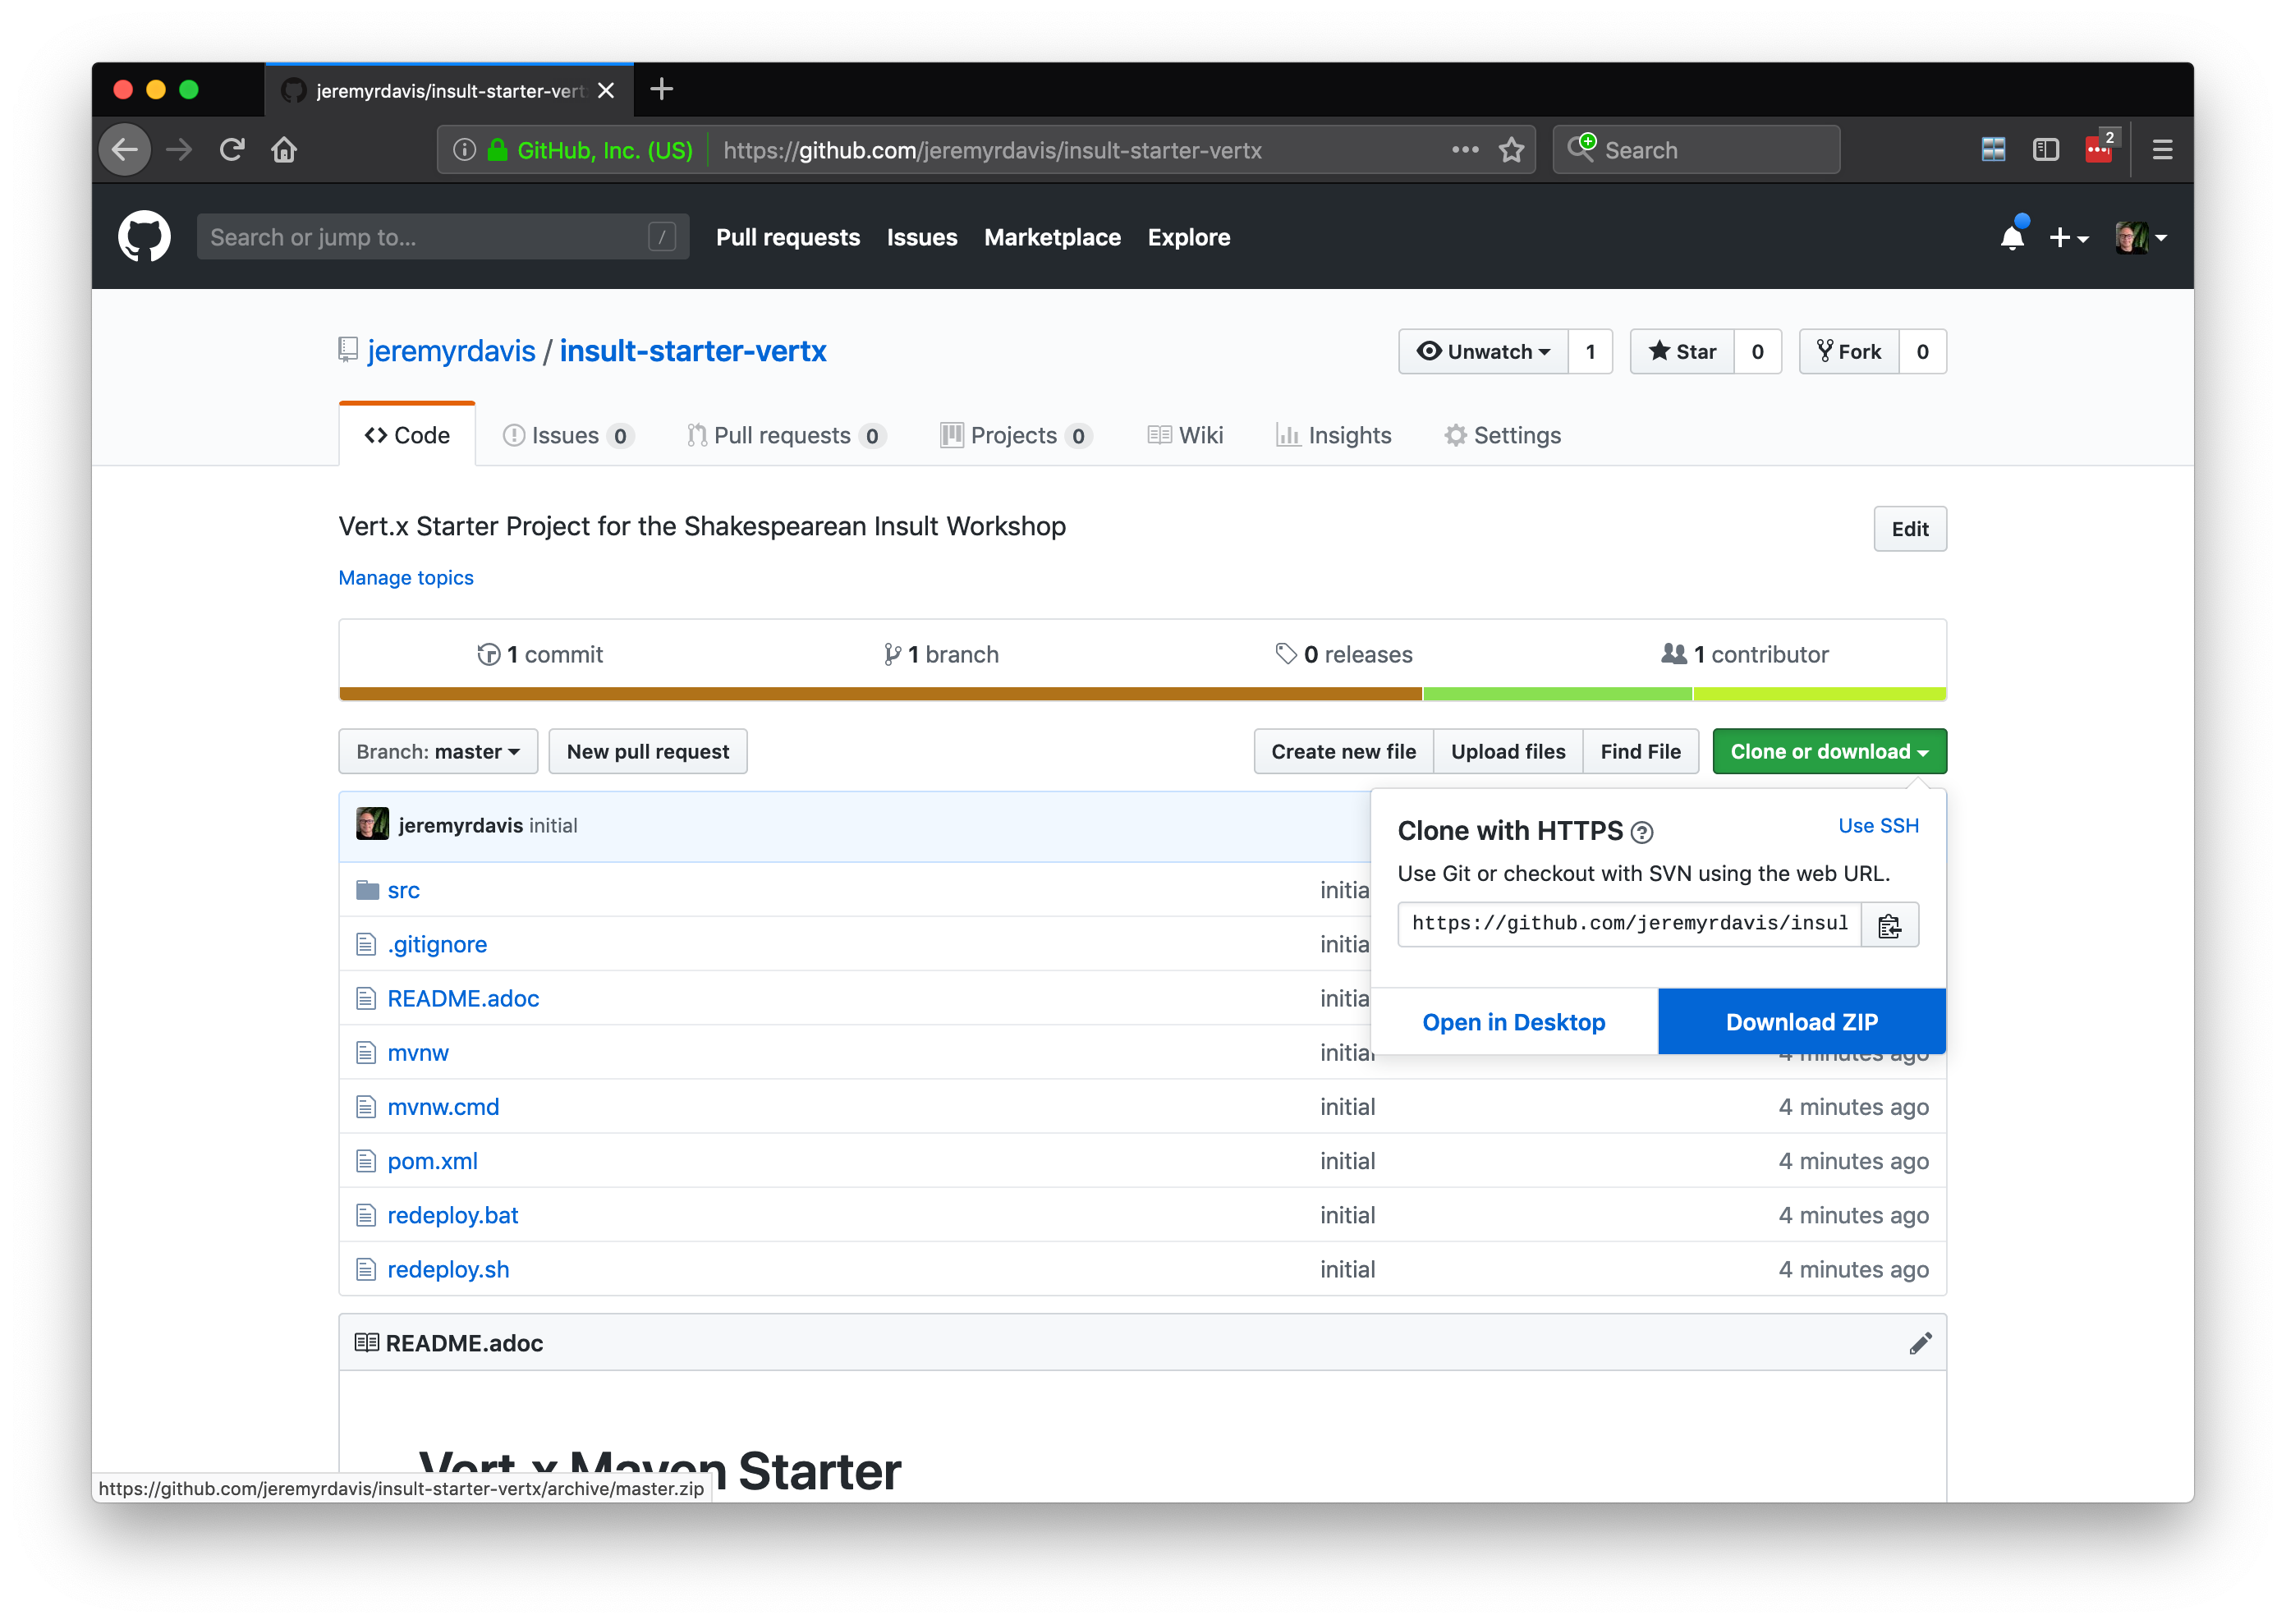 jeremyrdavis/insult-starter-vert
GitHub, Inc. (US) https://github.com/jeremyrdavis/insult-starter-vertx Search 2
Search or jump to... / Pull requests Issues Marketplace Explore
jeremyrdavis / insult-starter-vertx Unwatch 1 Star 0 Fork 0
Code Issues 0 Pull requests 0 Projects 0 Wiki Insights Settings
Vert.x Starter Project for the Shakespearean Insult Workshop Edit
Manage topics
1 commit 1 branch 0 releases 1 contributor
Branch: master New pull request Create new file Upload files Find File Clone or download
jeremyrdavis initial
Clone with HTTPS Use SSH
Use Git or checkout with SVN using the web URL.
https://github.com/jeremyrdavis/insul
Open in Desktop Download ZIP
src initia
.gitignore initia
README.adoc initia
mvnw initial 4 minutes ago
mvnw.cmd initial 4 minutes ago
pom.xml initial 4 minutes ago
redeploy.bat initial 4 minutes ago
redeploy.sh initial 4 minutes ago
README.adoc
Vert.x Maven Starter
https://github.com/jeremyrdavis/insult-starter-vertx/archive/master.zip